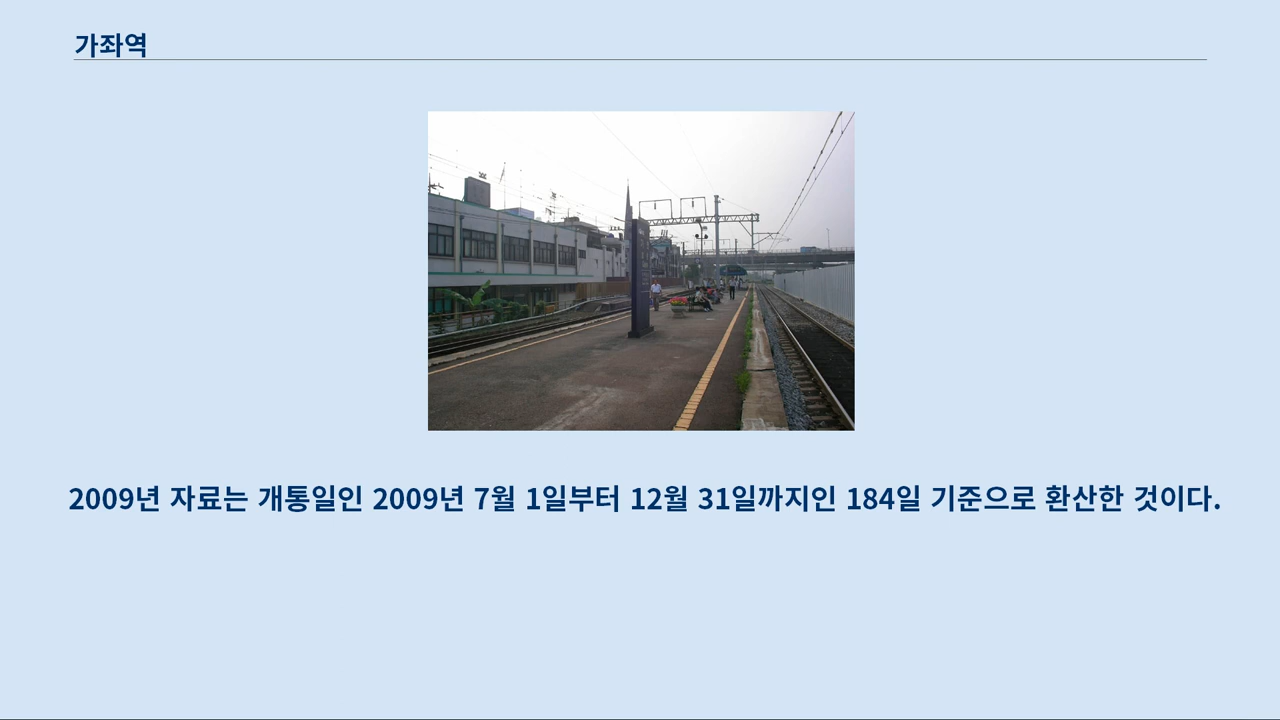 가좌역
2009년 자료는 개통일인 2009년 7월 1일부터 12월 31일까지인 184일 기준으로 환산한 것이다.